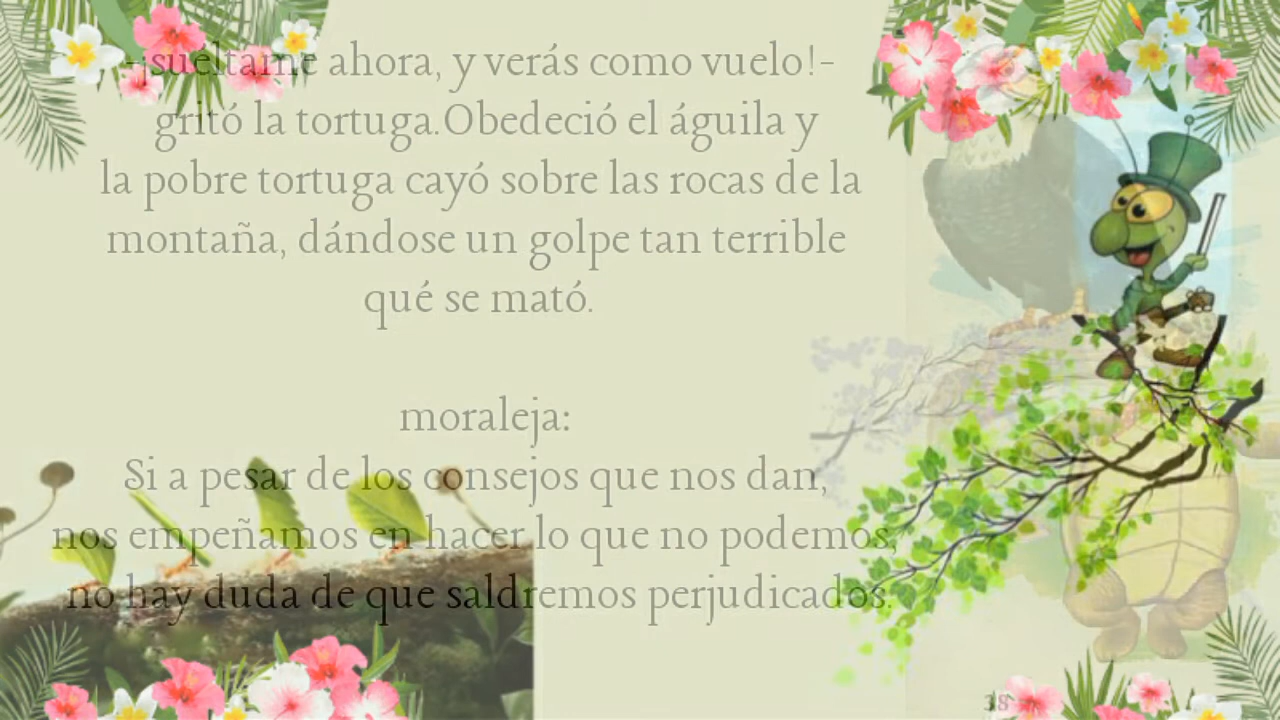 -¡suéltame ahora, y verás como vuelo!-
gritó la tortuga.Obedeció el águila y
la pobre tortuga cayó sobre las rocas de la
montaña, dándose un golpe tan terrible
qué se mató.
moraleja:
Si a pesar de los consejos que nos dan,
nos empeñamos en hacer lo que no podemos,
no hay duda de que saldremos perjudicados.
38